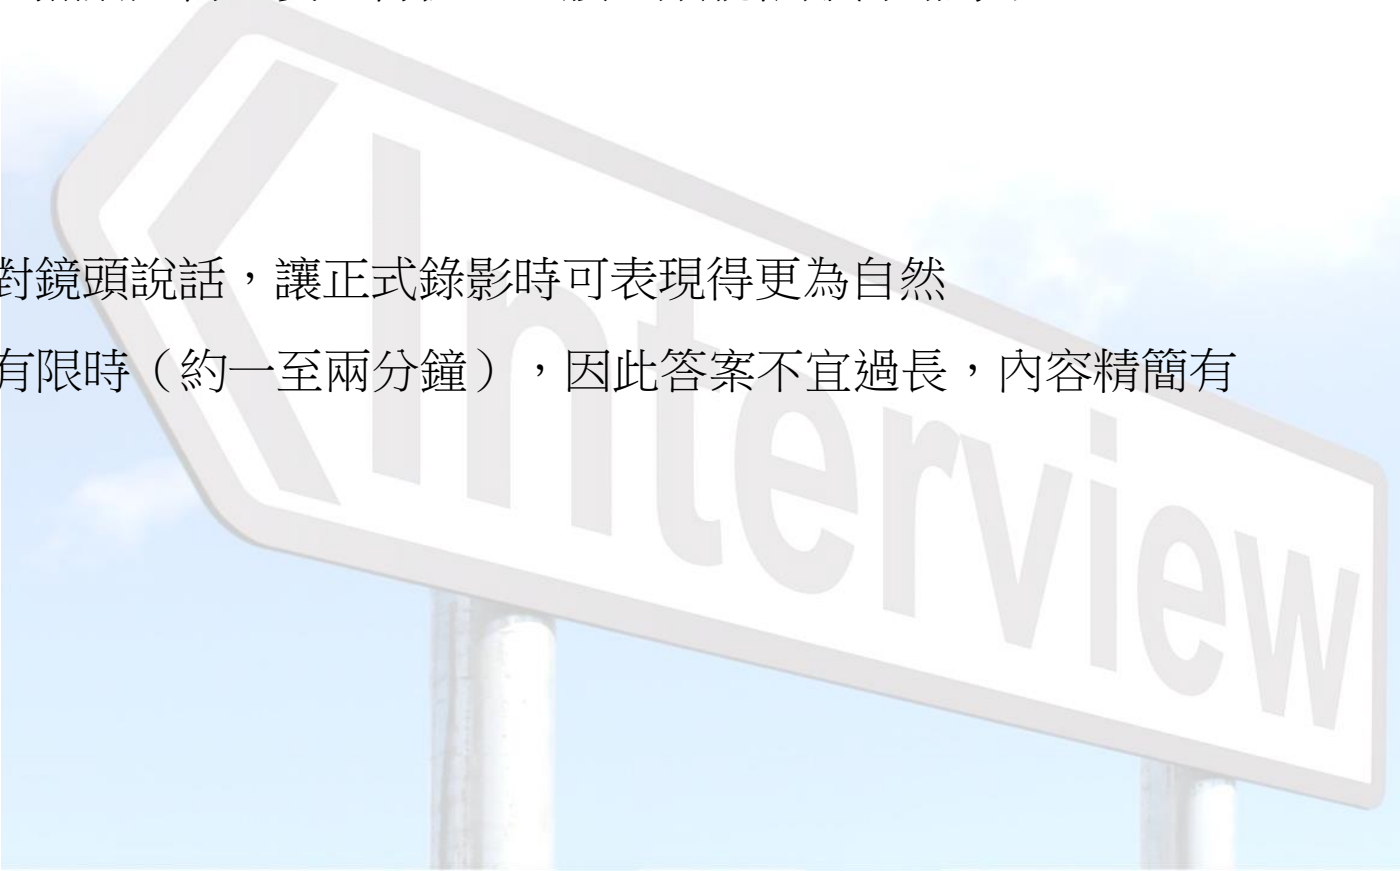 對鏡頭說話，讓正式錄影時可表現得更為自然
有限時（約一至兩分鐘），因此答案不宜過長，內容精簡有
Interview